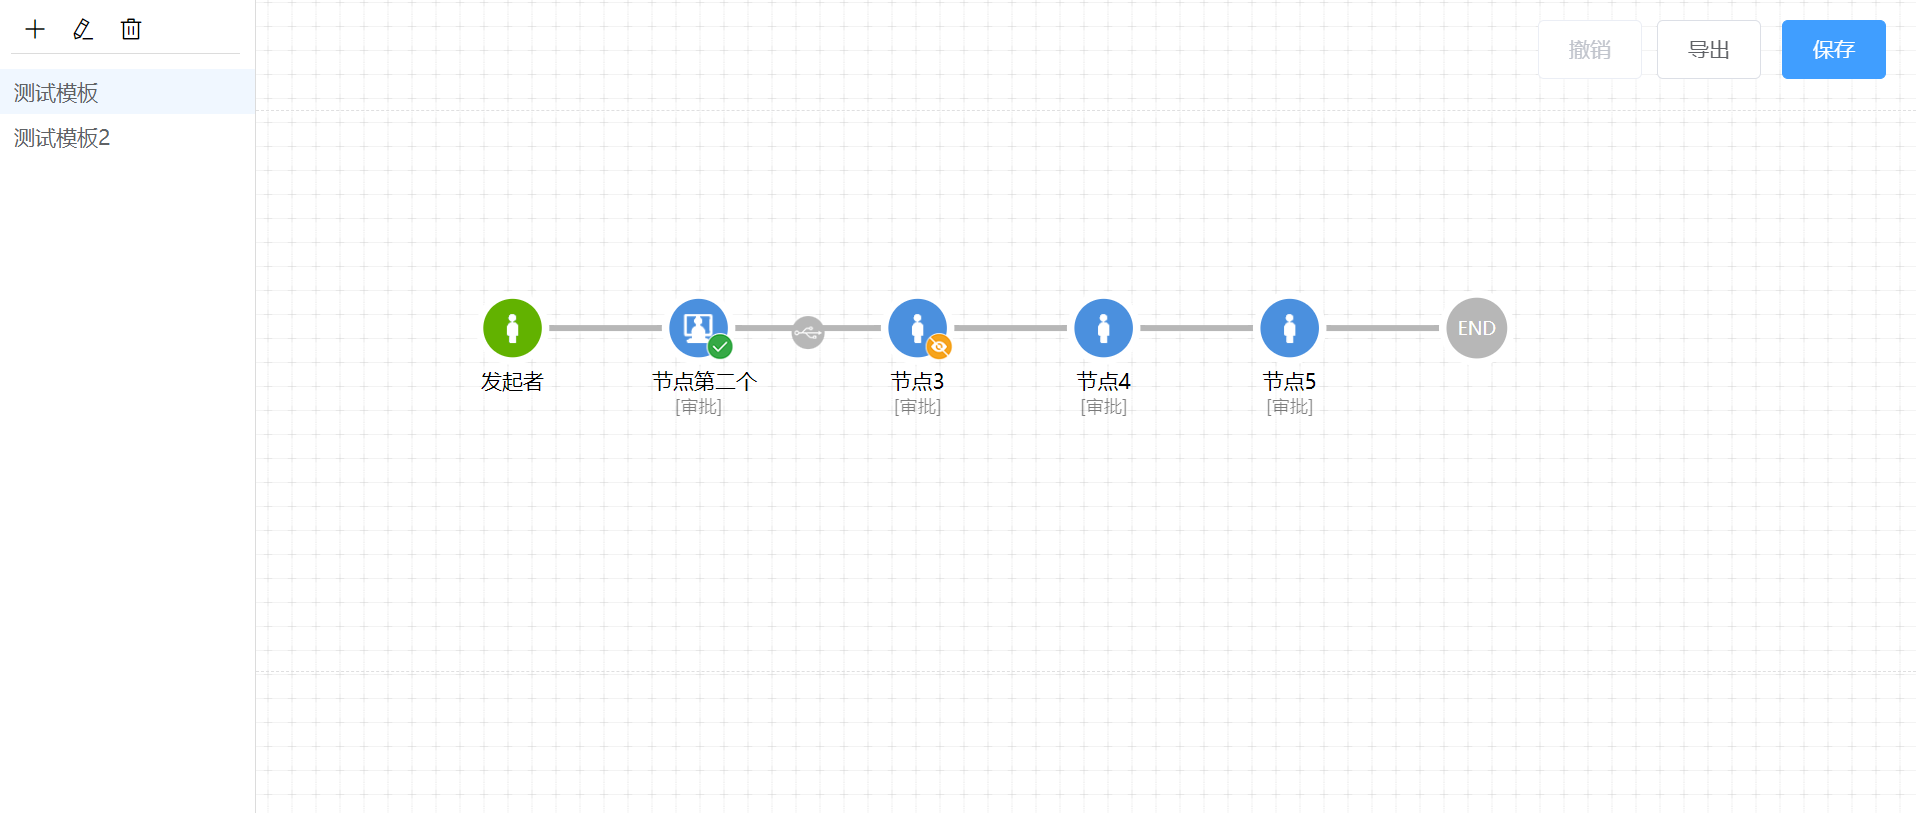 撤销
导出
保存
测试模板
测试模板2
END
发起者
节点第二个
[审批]
节点3
[审批]
节点4
[审批]
节点5
[审批]